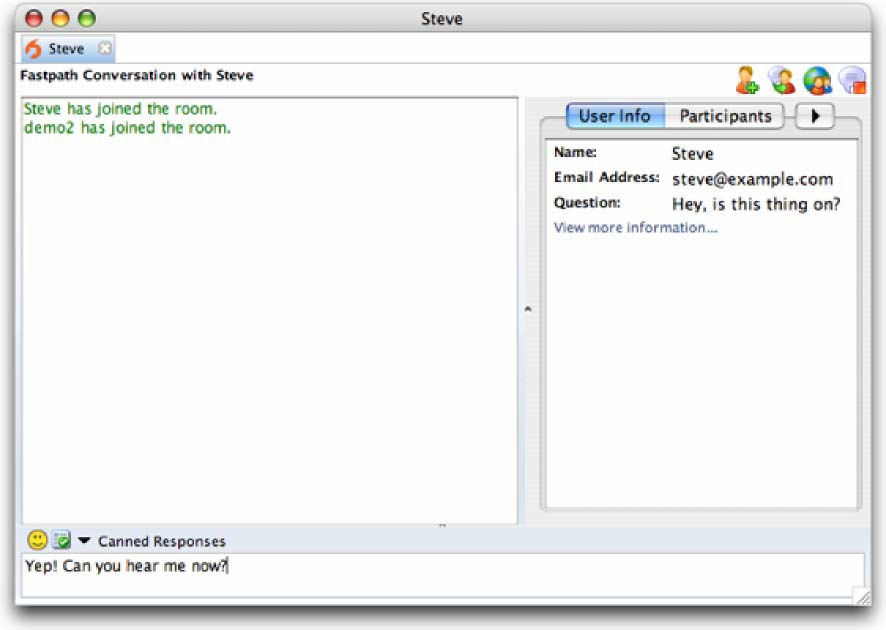 Steve
Steve
Fastpath Conversation with Steve
Steve has joined the room.
demo2 has joined the room.
User Info Participants
Name: Steve
Email Address: steve@example.com
Question: Hey, is this thing on?
View more information...
Canned Responses
Yep! Can you hear me now?